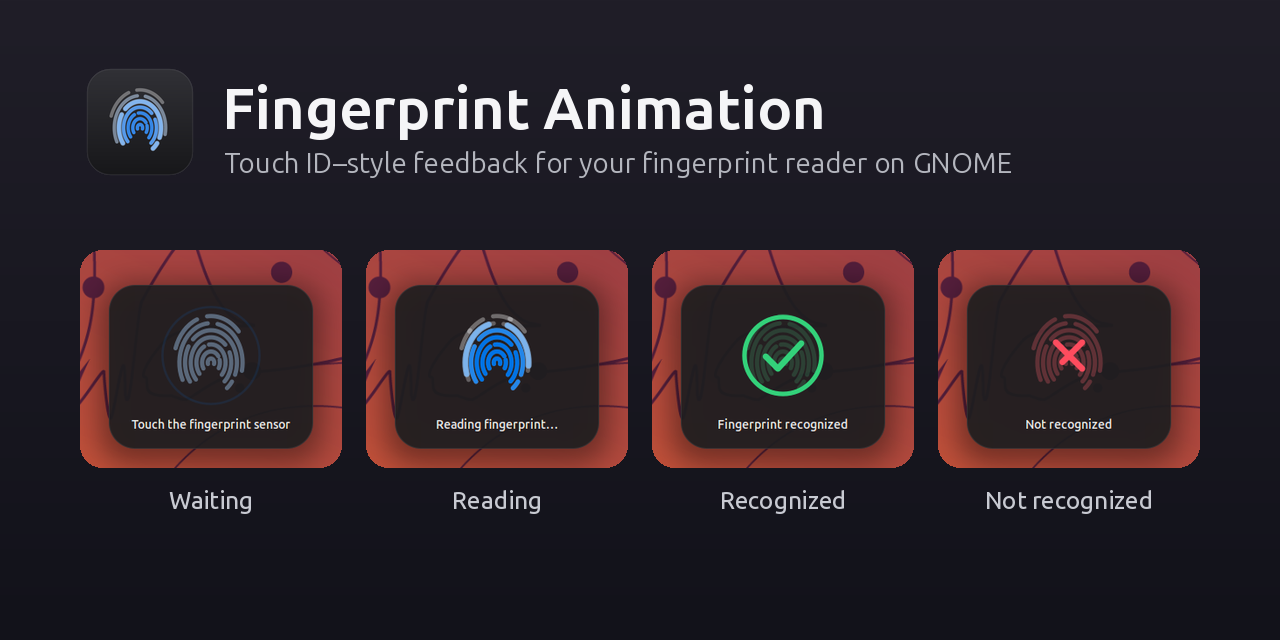 Fingerprint Animation
Touch ID–style feedback for your fingerprint reader on GNOME
Touch the fingerprint sensor
Reading fingerprint…
Fingerprint recognized
Not recognized
Waiting
Reading
Recognized
Not recognized